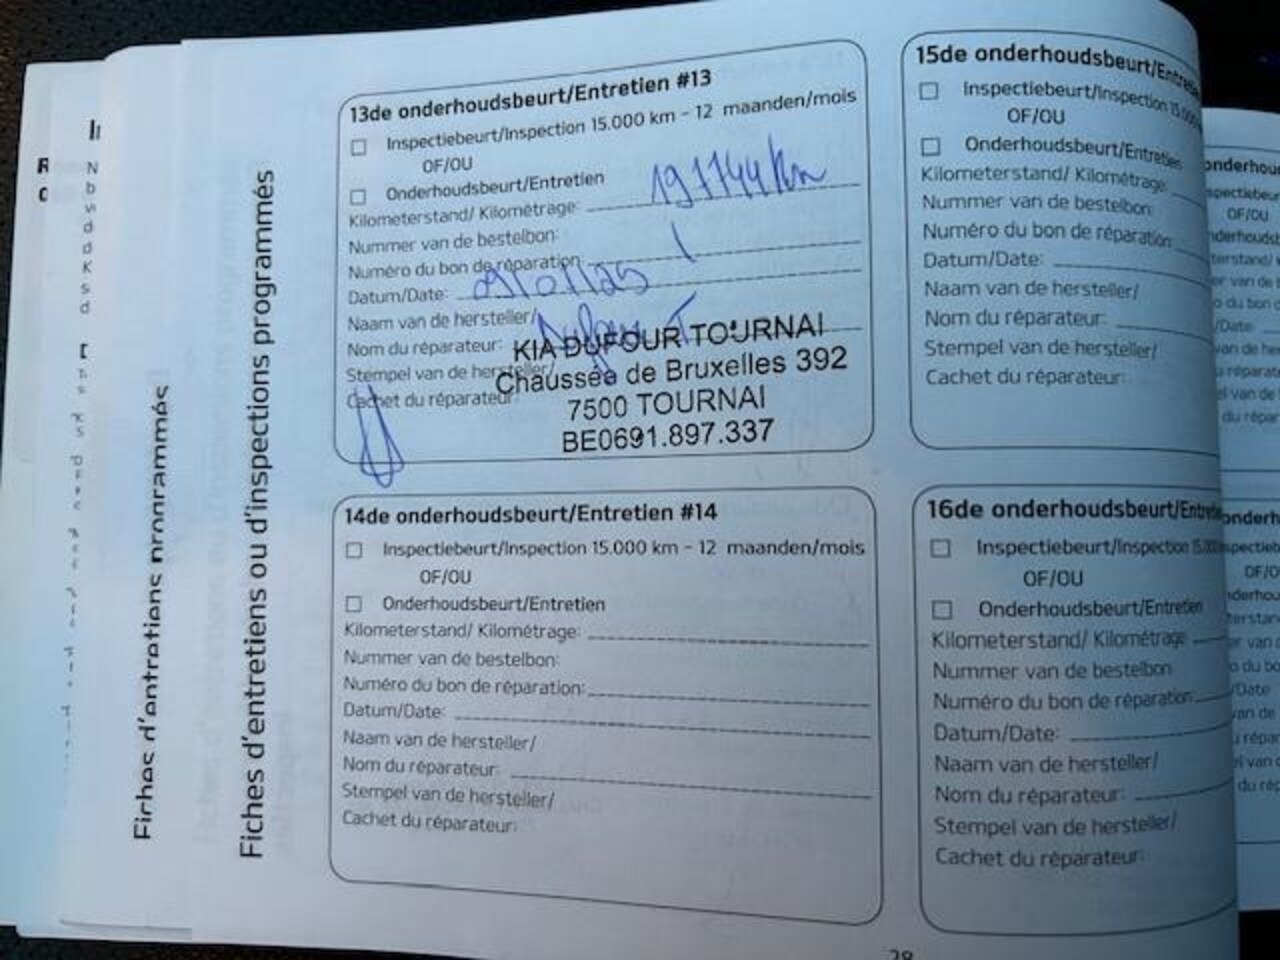 Fiches d'entretiens programmés
Fiches d'entretiens ou d'inspections programmés
13de onderhoudsbeurt/Entretien #13
Inspectiebeurt/Inspection 15.000 km - 12 maanden/mois
OF/OU
Onderhoudsbeurt/Entretien
Kilometerstand/ Kilométrage: 197744 km
Nummer van de bestelbon:
Numéro du bon de réparation:
Datum/Date:
Naam van de hersteller/
Nom du réparateur:
Stempel van de hersteller/
Cachet du réparateur:
KIA DUFOUR TOURNAI
Chaussée de Bruxelles 392
7500 TOURNAI
BE0691.897.337
14de onderhoudsbeurt/Entretien #14
Inspectiebeurt/Inspection 15.000 km - 12 maanden/mois
OF/OU
Onderhoudsbeurt/Entretien
Kilometerstand/ Kilométrage:
Nummer van de bestelbon:
Numéro du bon de réparation:
Datum/Date:
Naam van de hersteller/
Nom du réparateur:
Stempel van de hersteller/
Cachet du réparateur:
15de onderhoudsbeurt/Entre
Inspectiebeurt/Inspection 15.000
OF/OU
Onderhoudsbeurt/Entretien
Kilometerstand/ Kilométrage:
Nummer van de bestelbon:
Numéro du bon de réparation:
Datum/Date:
Naam van de hersteller/
Nom du réparateur:
Stempel van de hersteller/
Cachet du réparateur:
16de onderhoudsbeurt/Entretien
Inspectiebeurt/Inspection 15.000
OF/OU
Onderhoudsbeurt/Entretien
Kilometerstand/ Kilométrage:
Nummer van de bestelbon:
Numéro du bon de réparation:
Datum/Date:
Naam van de hersteller/
Nom du réparateur:
Stempel van de hersteller/
Cachet du réparateur:
28